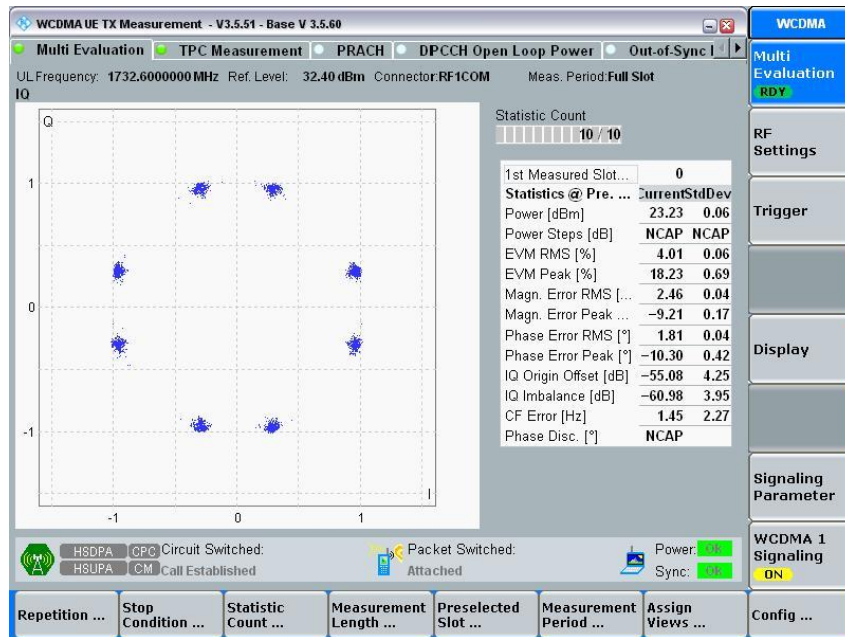 WCDMA UE TX Measurement - V3.5.51 - Base V 3.5.60
WCDMA
Multi Evaluation
TPC Measurement
PRACH
DPCCH Open Loop Power
Out-of-Sync
UL Frequency: 1732.6000000 MHz Ref. Level: 32.40 dBm Connector:RF1COM Meas. Period:Full Slot
IQ
Q
1
0
-1
-1 0 1
I
Statistic Count
10 / 10
1st Measured Slot... 0
Statistics @ Pre. ... Current StdDev
Power [dBm] 23.23 0.06
Power Steps [dB] NCAP NCAP
EVM RMS [%] 4.01 0.06
EVM Peak [%] 18.23 0.69
Magn. Error RMS [... 2.46 0.04
Magn. Error Peak ... -9.21 0.17
Phase Error RMS [°] 1.81 0.04
Phase Error Peak [°] -10.30 0.42
IQ Origin Offset [dB] -55.08 4.25
IQ Imbalance [dB] -60.98 3.95
CF Error [Hz] 1.45 2.27
Phase Disc. [°] NCAP
HSDPA CPC Circuit Switched:
HSUPA CM Call Established
Packet Switched:
Attached
Power: OK
Sync: OK
Multi
Evaluation
RDY
RF
Settings
Trigger
Display
Signaling
Parameter
WCDMA 1
Signaling
ON
Repetition ...
Stop
Condition ...
Statistic
Count ...
Measurement
Length ...
Preselected
Slot ...
Measurement
Period ...
Assign
Views ...
Config ...